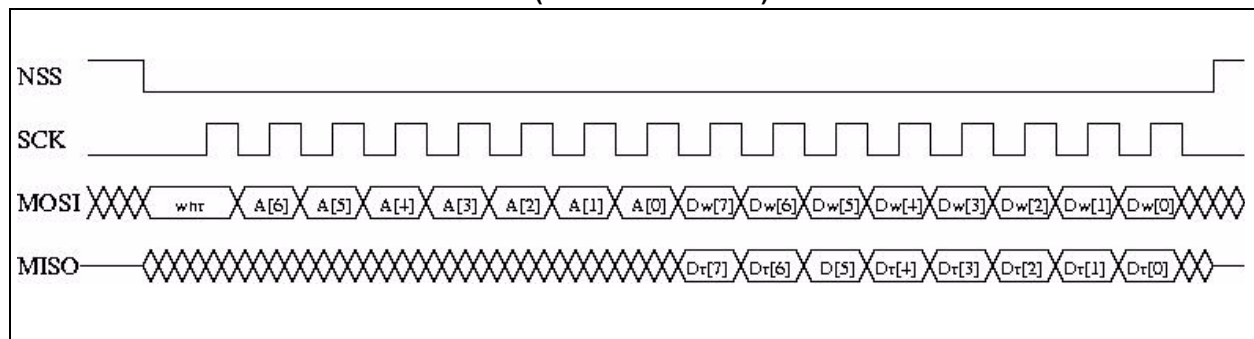 NSS
SCK
MOSI whr A[6] A[5] A[4] A[3] A[2] A[1] A[0] Dw[7] Dw[6] Dw[5] Dw[4] Dw[3] Dw[2] Dw[1] Dw[0]
MISO Dr[7] Dr[6] D[5] Dr[4] Dr[3] Dr[2] Dr[1] Dr[0]